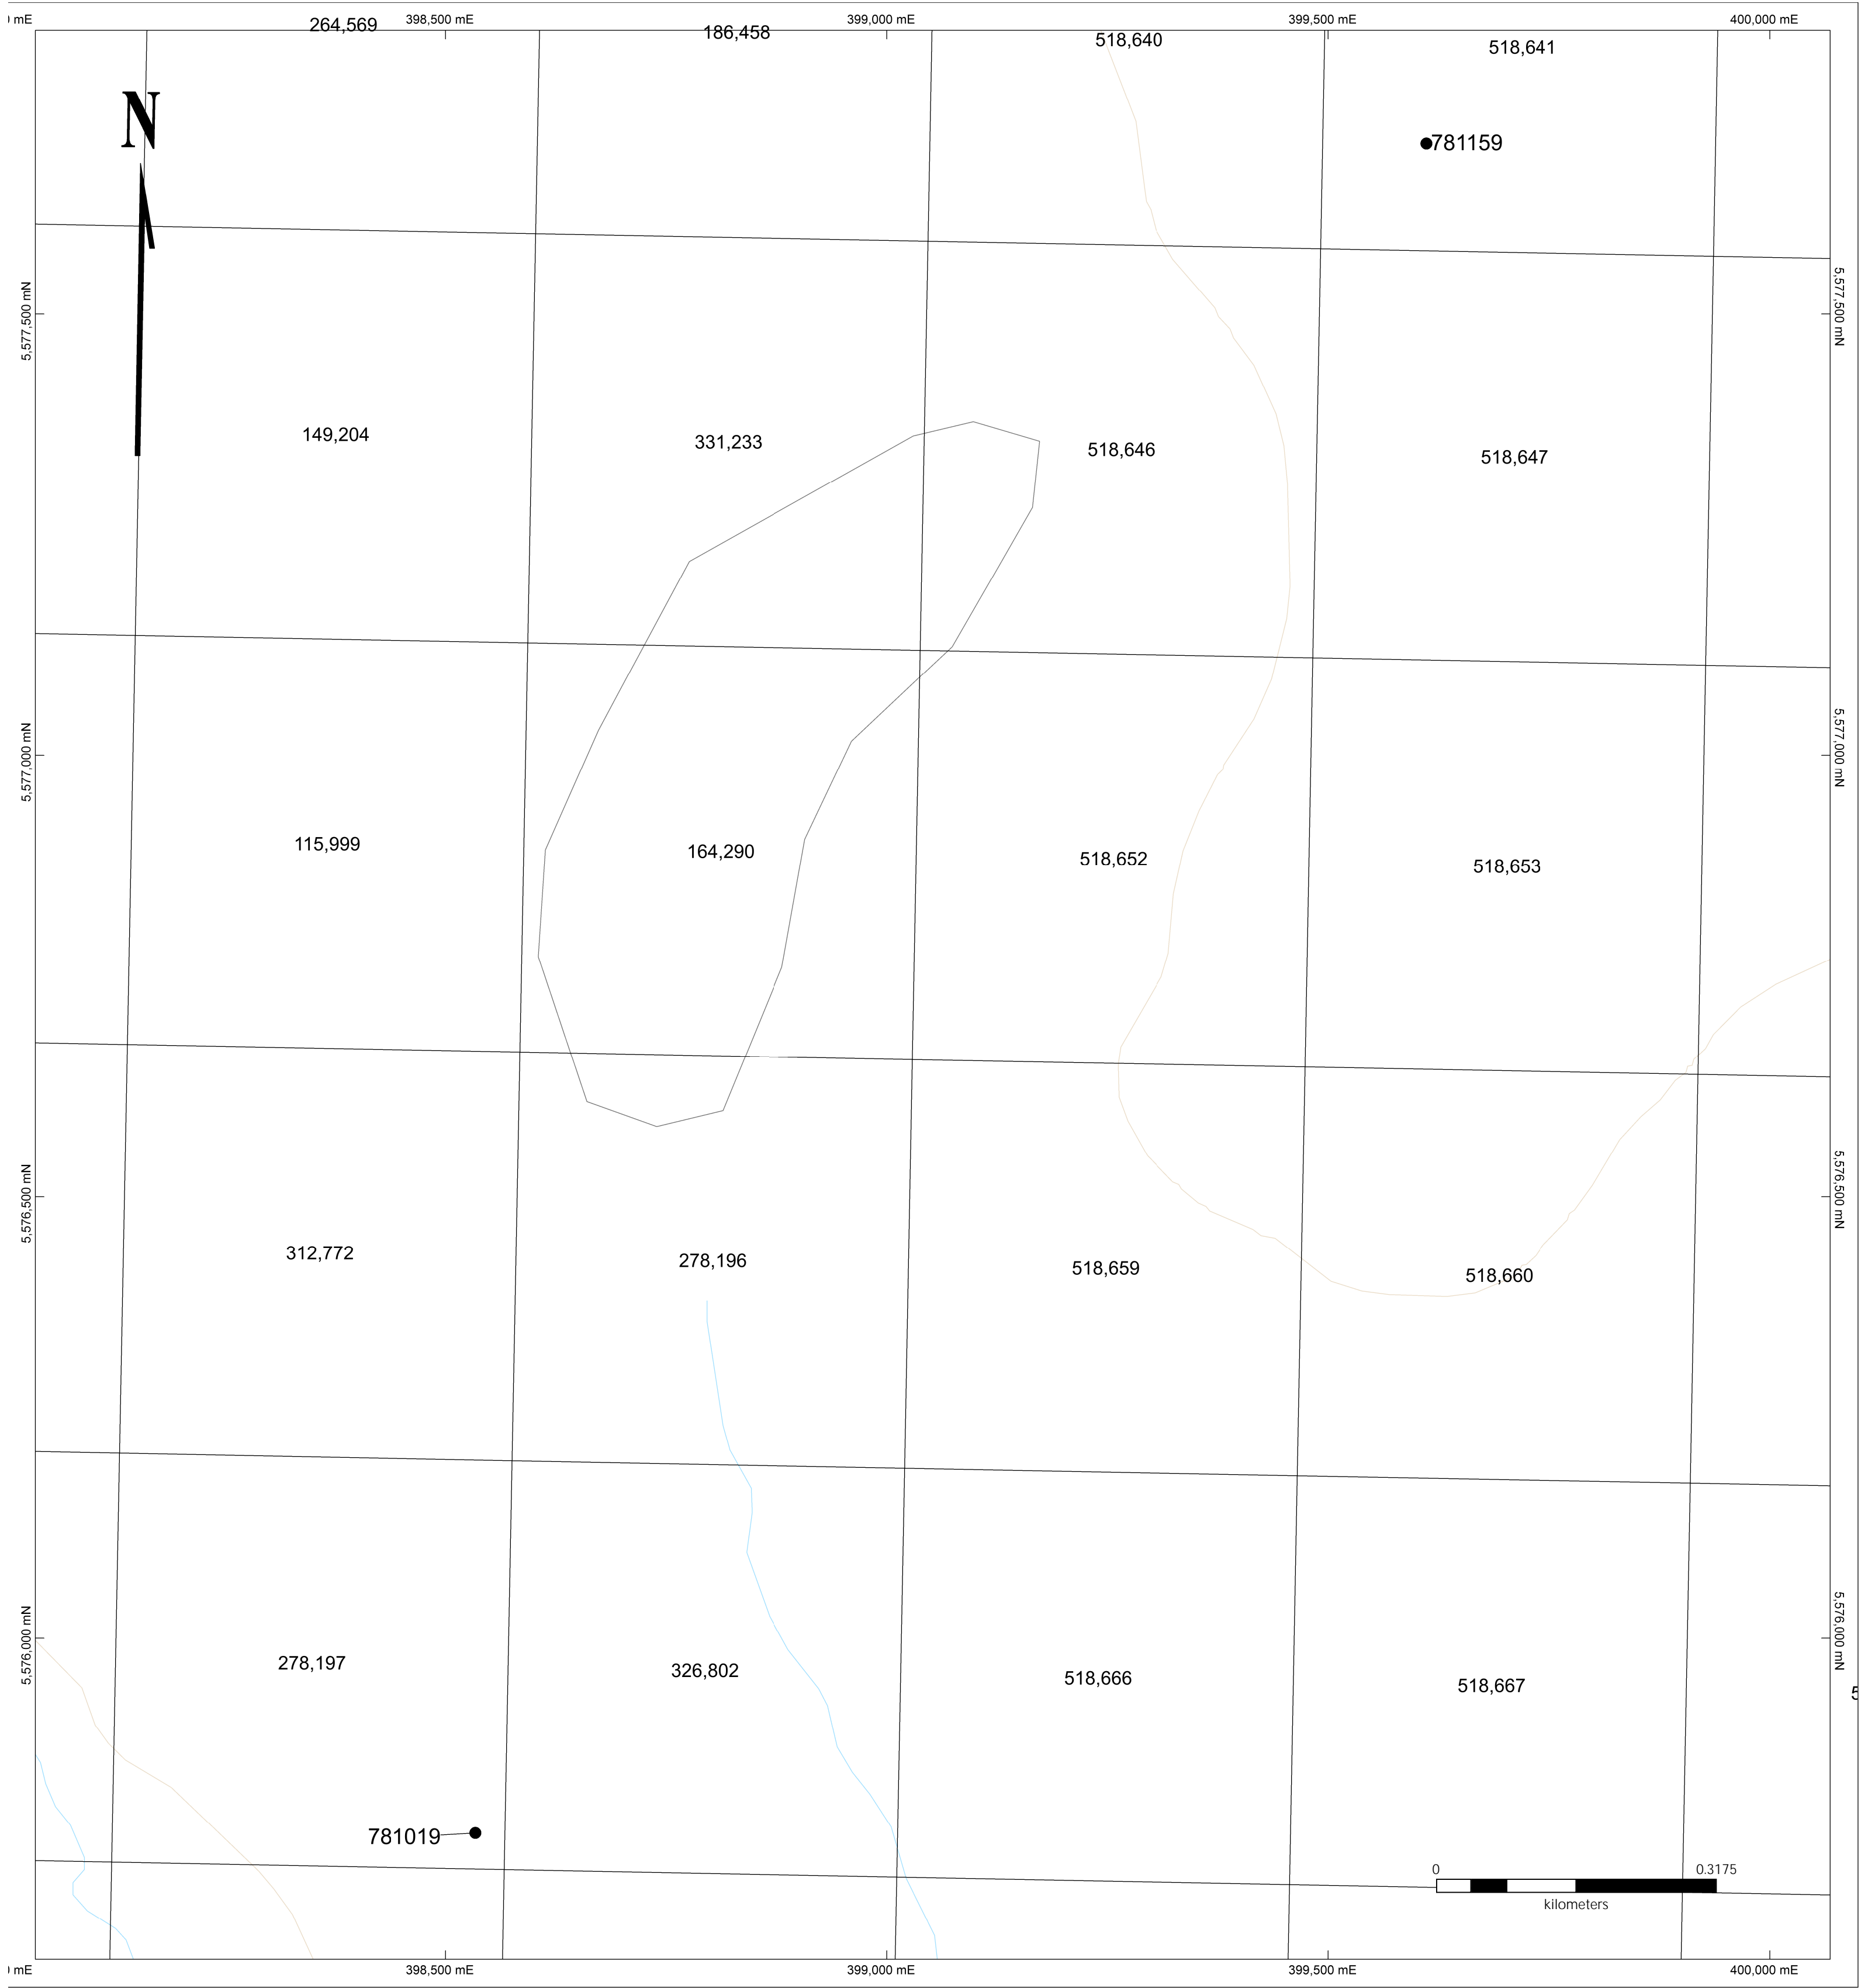 mE 398,500 mE 399,000 mE 399,500 mE 400,000 mE
264,569 186,458 518,640 518,641
N
781159
5,577,500 mN 5,577,500 mN
149,204 331,233 518,646 518,647
5,577,000 mN 5,577,000 mN
115,999 164,290 518,652 518,653
5,576,500 mN 5,576,500 mN
312,772 278,196 518,659 518,660
5,576,000 mN 5,576,000 mN
278,197 326,802 518,666 518,667
781019
0 0.3175
kilometers
mE 398,500 mE 399,000 mE 399,500 mE 400,000 mE